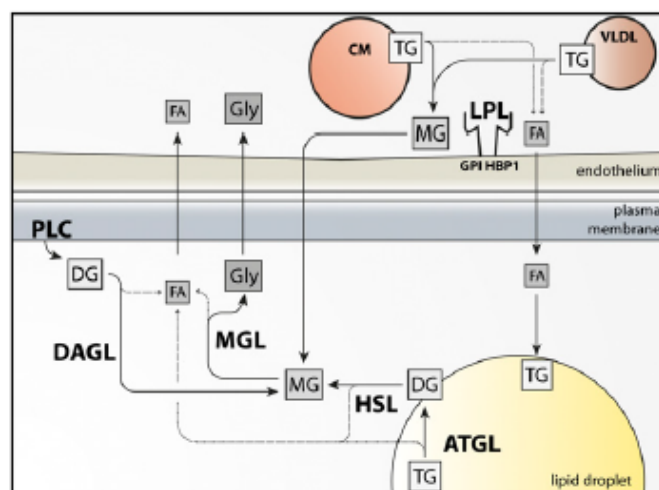 CM
TG
VLDL
TG
FA
Gly
MG
LPL
FA
GPI HBP1
endothelium
plasma
membrane
PLC
DG
FA
Gly
FA
DAGL
MGL
MG
DG
TG
HSL
ATGL
TG
lipid droplet